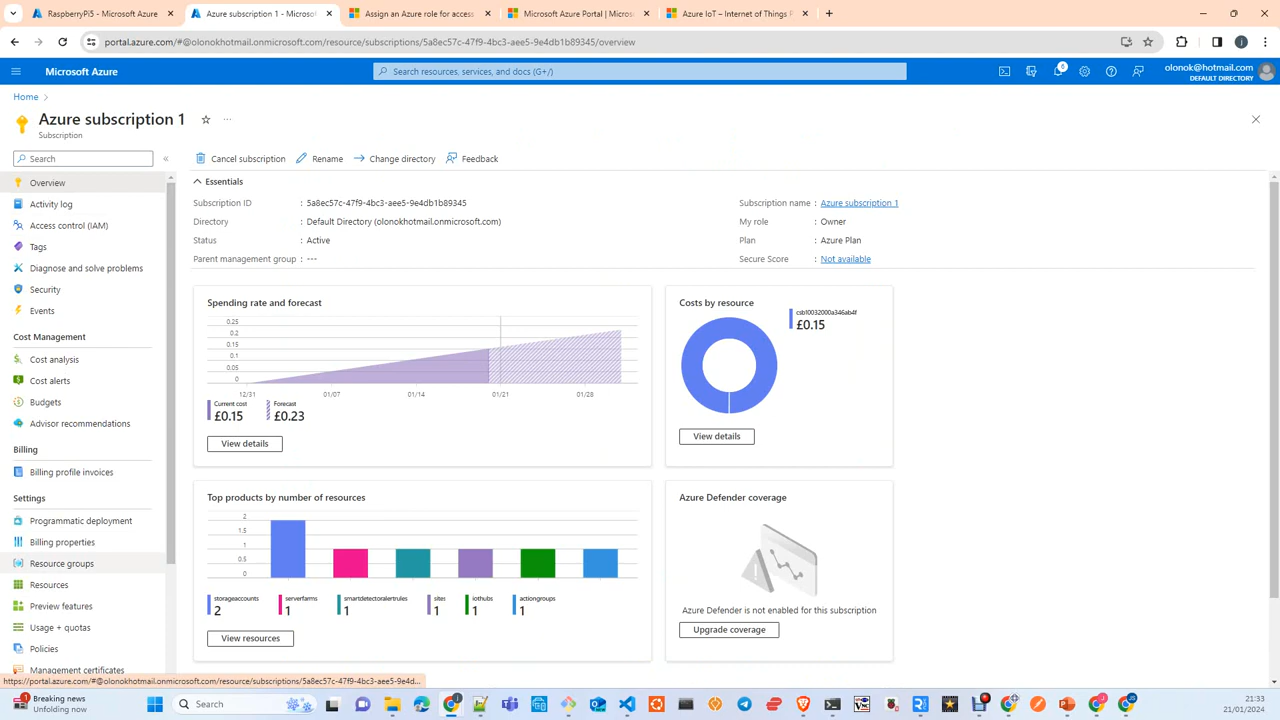 RaspberryPi5 - Microsoft Azure
Azure subscription 1 - Microsoft
Assign an Azure role for access
Microsoft Azure Portal | Micros
Azure IoT – Internet of Things P
portal.azure.com/#@olonokhotmail.onmicrosoft.com/resource/subscriptions/5a8ec57c-47f9-4bc3-aee5-9e4db1b89345/overview
Microsoft Azure
Search resources, services, and docs (G+/)
6
olonok@hotmail.com
DEFAULT DIRECTORY
Home
Azure subscription 1
Subscription
Search
Cancel subscription
Rename
Change directory
Feedback
Overview
Activity log
Access control (IAM)
Tags
Diagnose and solve problems
Security
Events
Cost Management
Cost analysis
Cost alerts
Budgets
Advisor recommendations
Billing
Billing profile invoices
Settings
Programmatic deployment
Billing properties
Resource groups
Resources
Preview features
Usage + quotas
Policies
Management certificates
Essentials
Subscription ID : 5a8ec57c-47f9-4bc3-aee5-9e4db1b89345
Directory : Default Directory (olonokhotmail.onmicrosoft.com)
Status : Active
Parent management group : ---
Subscription name : Azure subscription 1
My role : Owner
Plan : Azure Plan
Secure Score : Not available
Spending rate and forecast
0.25
0.2
0.15
0.1
0.05
0
12/31 01/07 01/14 01/21 01/28
Current cost
£0.15
Forecast
£0.23
View details
Costs by resource
csb10032000a346ab4f
£0.15
View details
Top products by number of resources
2
1.5
1
0.5
0
storageaccounts
2
serverfarms
1
smartdetectoralertrules
1
sites
1
iothubs
1
actiongroups
1
View resources
Azure Defender coverage
Azure Defender is not enabled for this subscription
Upgrade coverage
https://portal.azure.com/#@olonokhotmail.onmicrosoft.com/resource/subscriptions/5a8ec57c-47f9-4bc3-aee5-9e4d...
Breaking news
Unfolding now
Search
21:33
21/01/2024